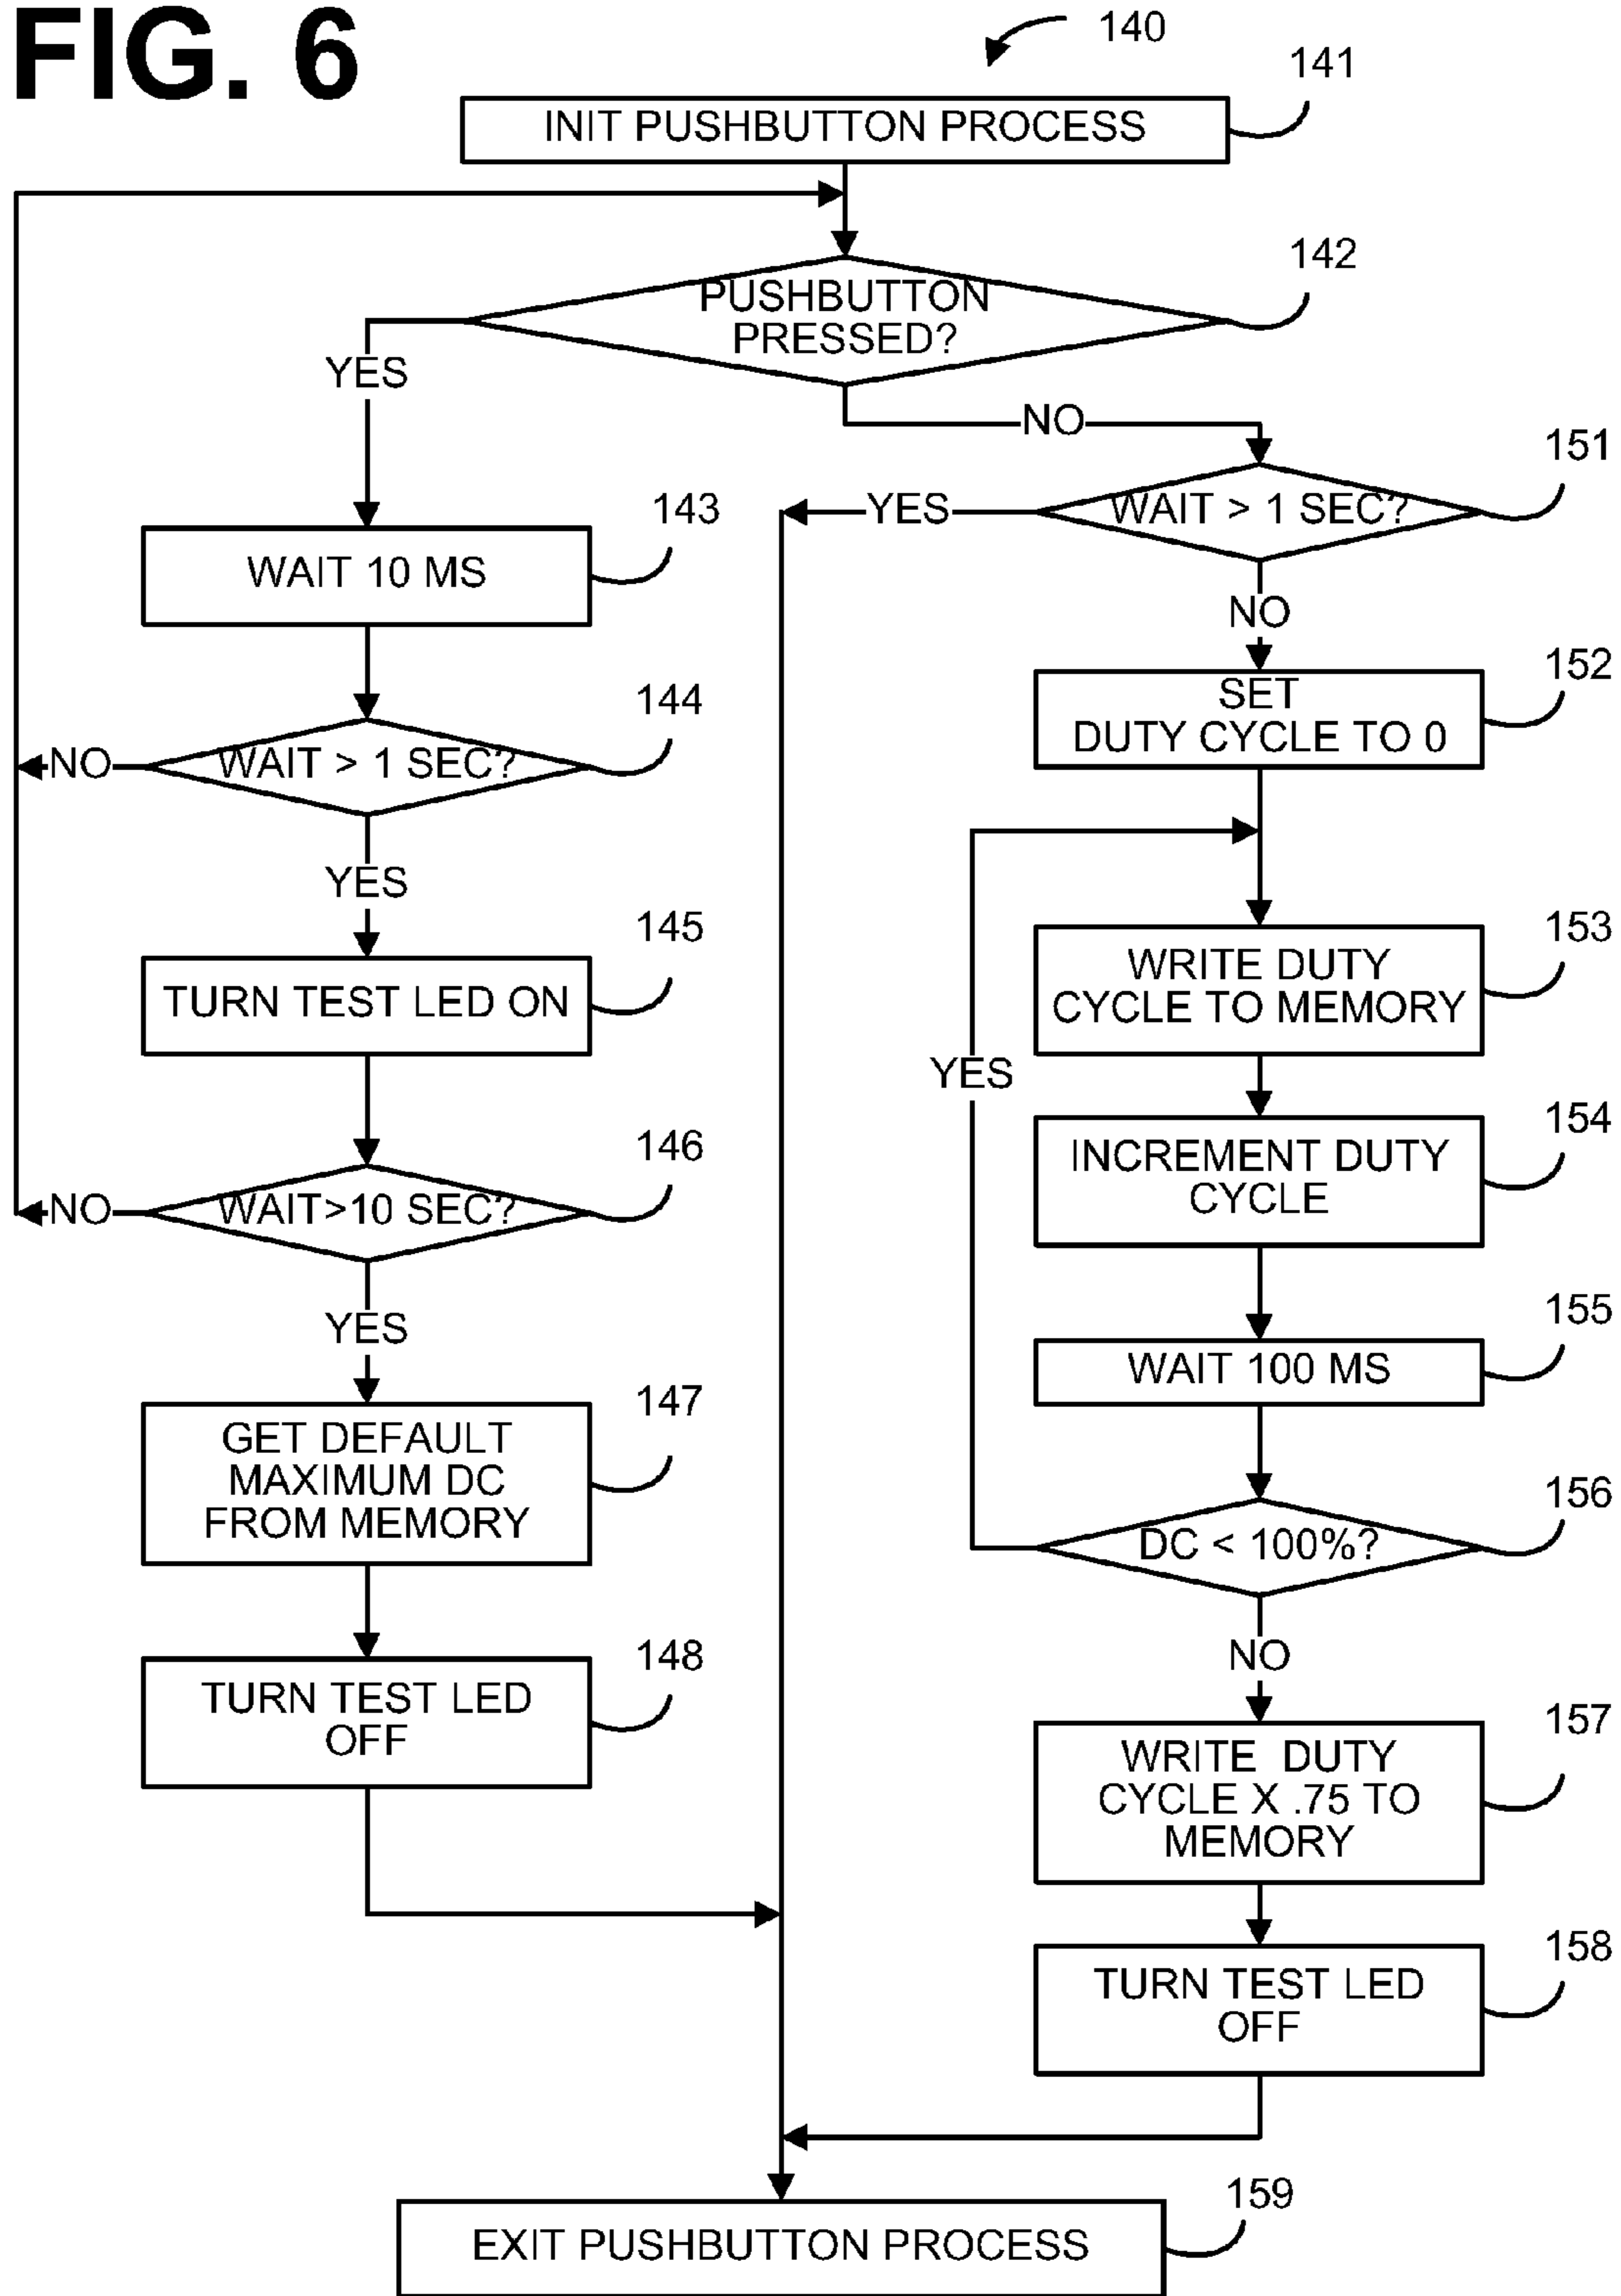 FIG. 6
140
141
INIT PUSHBUTTON PROCESS
142
PUSHBUTTON
PRESSED?
YES
NO
151
WAIT > 1 SEC?
YES
143
WAIT 10 MS
NO
152
SET
DUTY CYCLE TO 0
144
WAIT > 1 SEC?
NO
YES
145
TURN TEST LED ON
153
WRITE DUTY
CYCLE TO MEMORY
YES
154
INCREMENT DUTY
CYCLE
146
WAIT>10 SEC?
NO
YES
155
WAIT 100 MS
147
GET DEFAULT
MAXIMUM DC
FROM MEMORY
156
DC < 100%?
NO
148
TURN TEST LED
OFF
157
WRITE DUTY
CYCLE X .75 TO
MEMORY
158
TURN TEST LED
OFF
159
EXIT PUSHBUTTON PROCESS